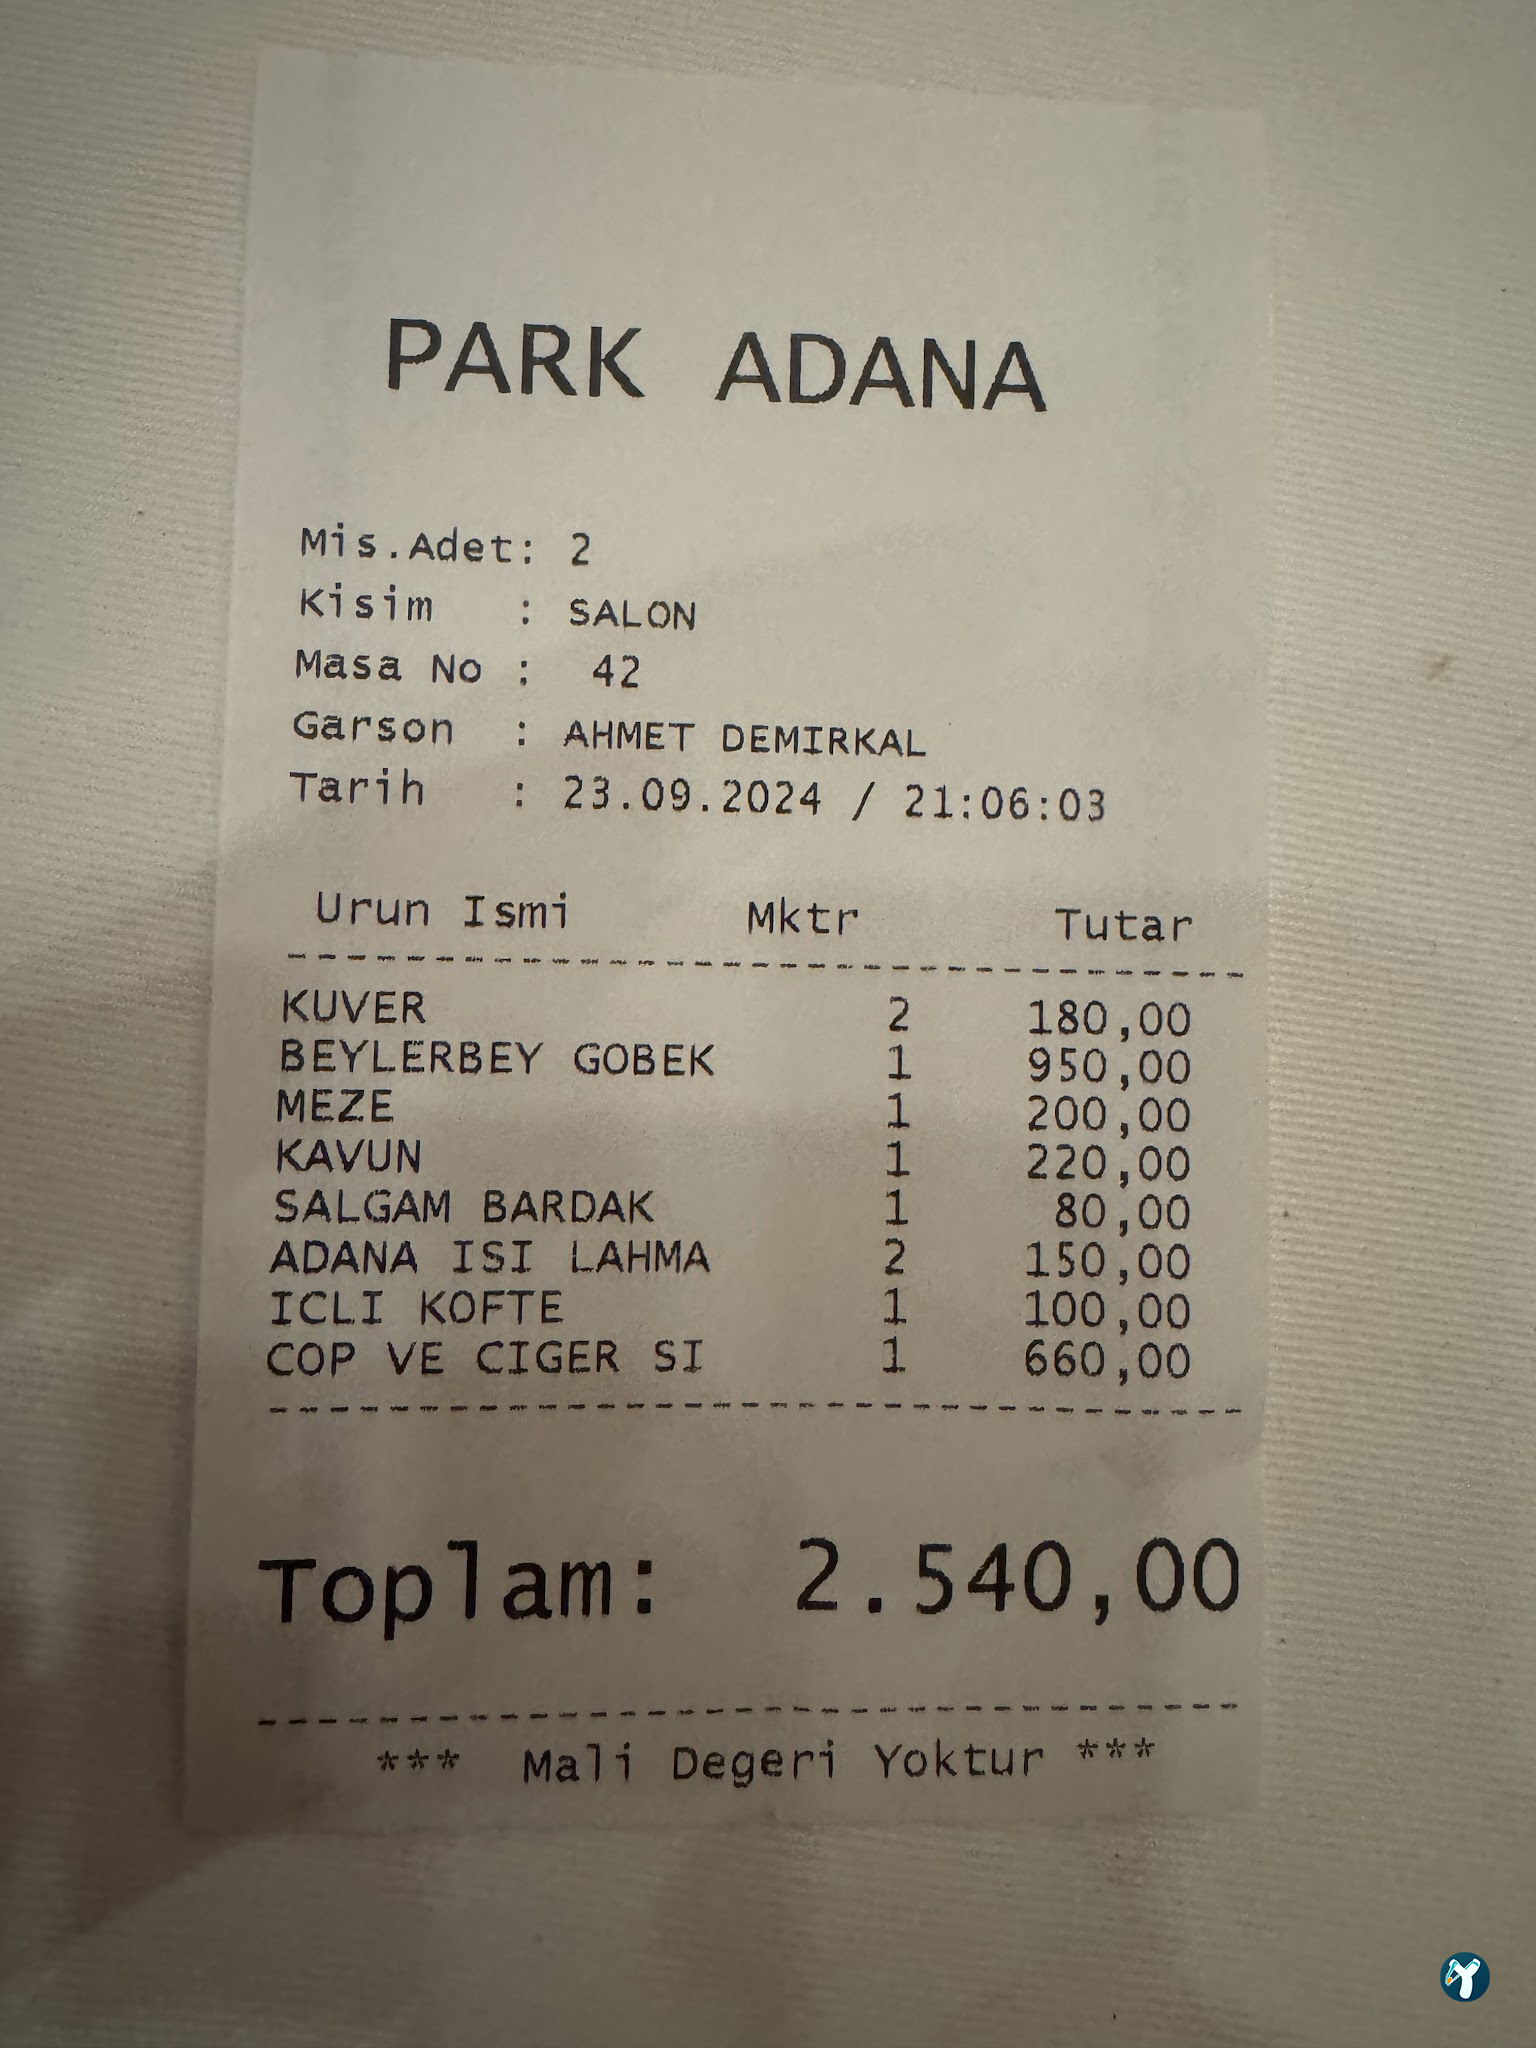 PARK ADANA
Mis.Adet: 2
Kisim : SALON
Masa No : 42
Garson : AHMET DEMIRKAL
Tarih : 23.09.2024 / 21:06:03
Urun Ismi Mktr Tutar
--------------------------------
KUVER 2 180,00
BEYLERBEY GOBEK 1 950,00
MEZE 1 200,00
KAVUN 1 220,00
SALGAM BARDAK 1 80,00
ADANA ISI LAHMA 2 150,00
ICLI KOFTE 1 100,00
COP VE CIGER SI 1 660,00
--------------------------------
Toplam: 2.540,00
--------------------------------
*** Mali Degeri Yoktur ***